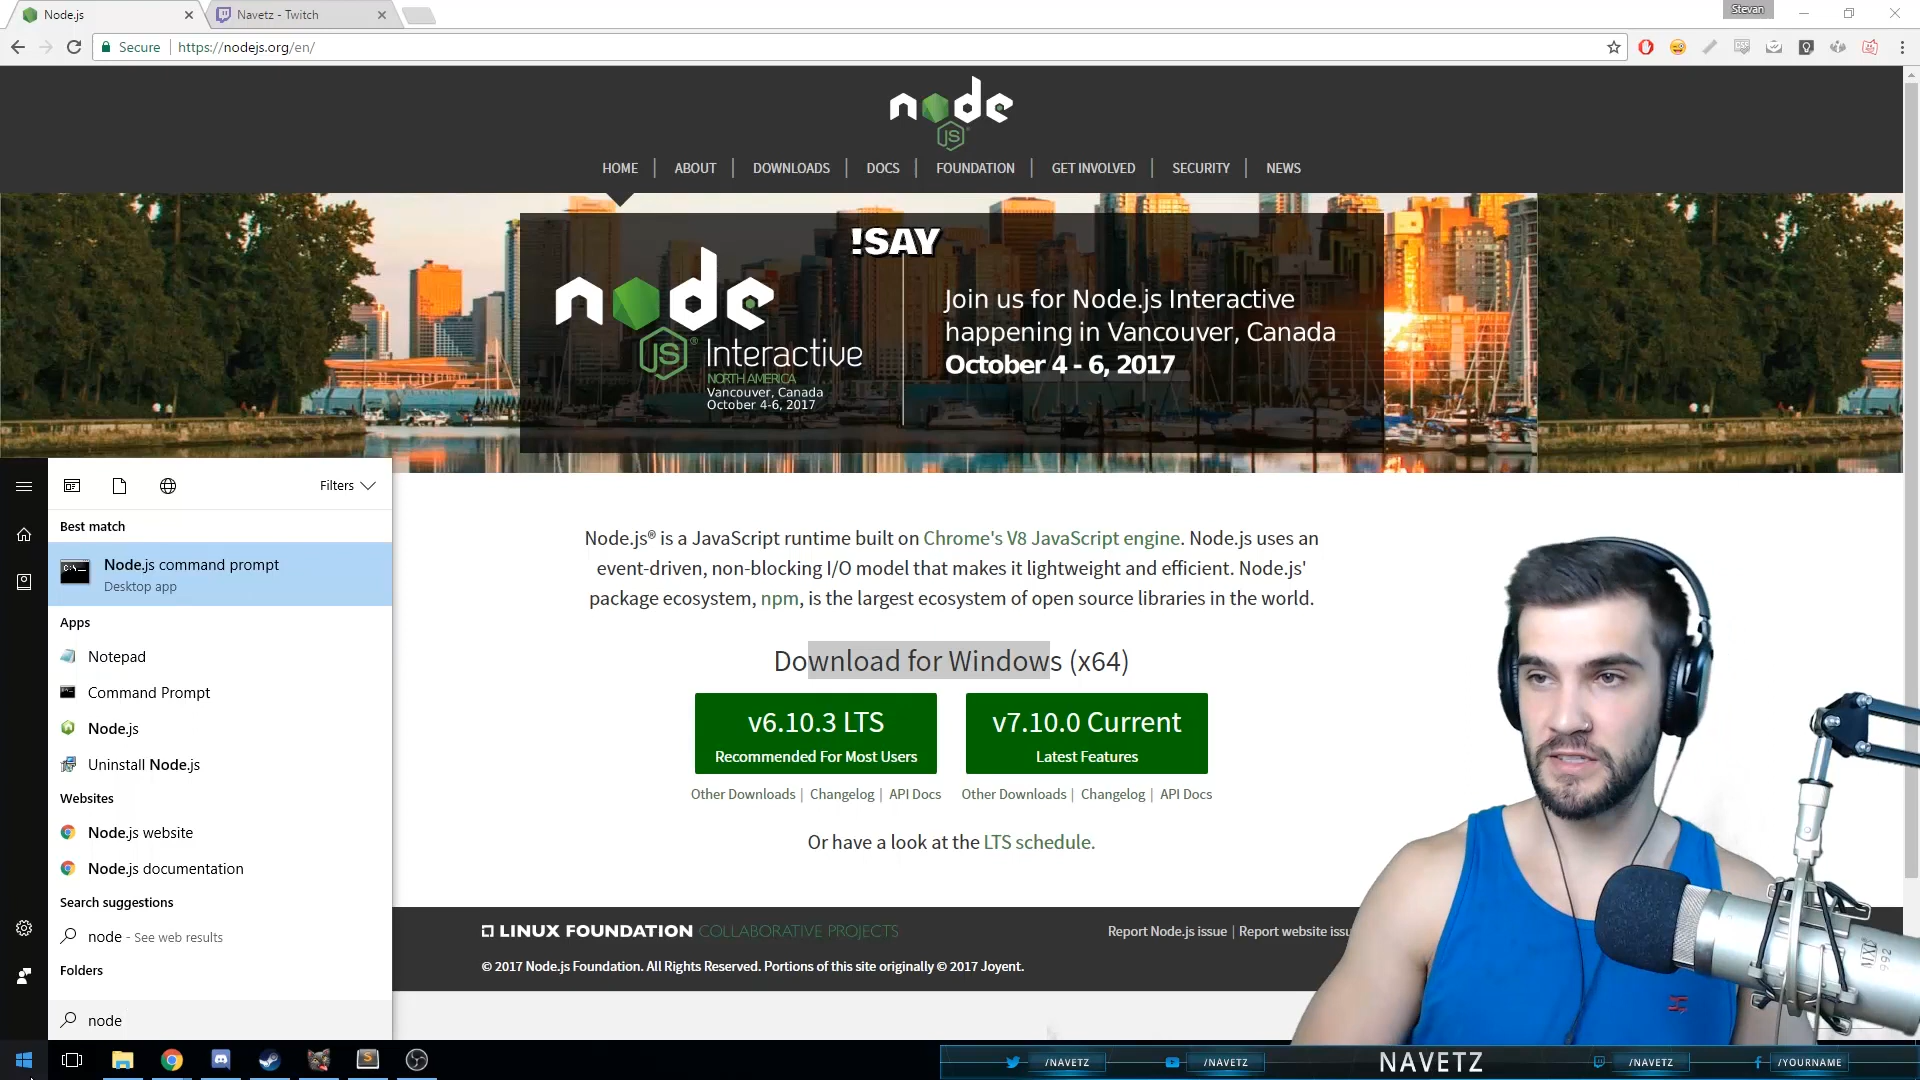 Node.js
Navetz - Twitch
Stevan
Secure
https://nodejs.org/en/
node
JS
HOME
ABOUT
DOWNLOADS
DOCS
FOUNDATION
GET INVOLVED
SECURITY
NEWS
!SAY
node
JS
Interactive
NORTH AMERICA
Vancouver, Canada
October 4-6, 2017
Join us for Node.js Interactive
happening in Vancouver, Canada
October 4 - 6, 2017
Filters
Best match
Node.js command prompt
Desktop app
Apps
Notepad
Command Prompt
Node.js
Uninstall Node.js
Websites
Node.js website
Node.js documentation
Search suggestions
node - See web results
Folders
node
Node.js® is a JavaScript runtime built on Chrome's V8 JavaScript engine. Node.js uses an
event-driven, non-blocking I/O model that makes it lightweight and efficient. Node.js'
package ecosystem, npm, is the largest ecosystem of open source libraries in the world.
Download for Windows (x64)
v6.10.3 LTS
Recommended For Most Users
v7.10.0 Current
Latest Features
Other Downloads | Changelog | API Docs
Other Downloads | Changelog | API Docs
Or have a look at the LTS schedule.
LINUX FOUNDATION COLLABORATIVE PROJECTS
Report Node.js issue | Report website issu
© 2017 Node.js Foundation. All Rights Reserved. Portions of this site originally © 2017 Joyent.
MXL
992
/NAVETZ
/NAVETZ
NAVETZ
/NAVETZ
/YOURNAME